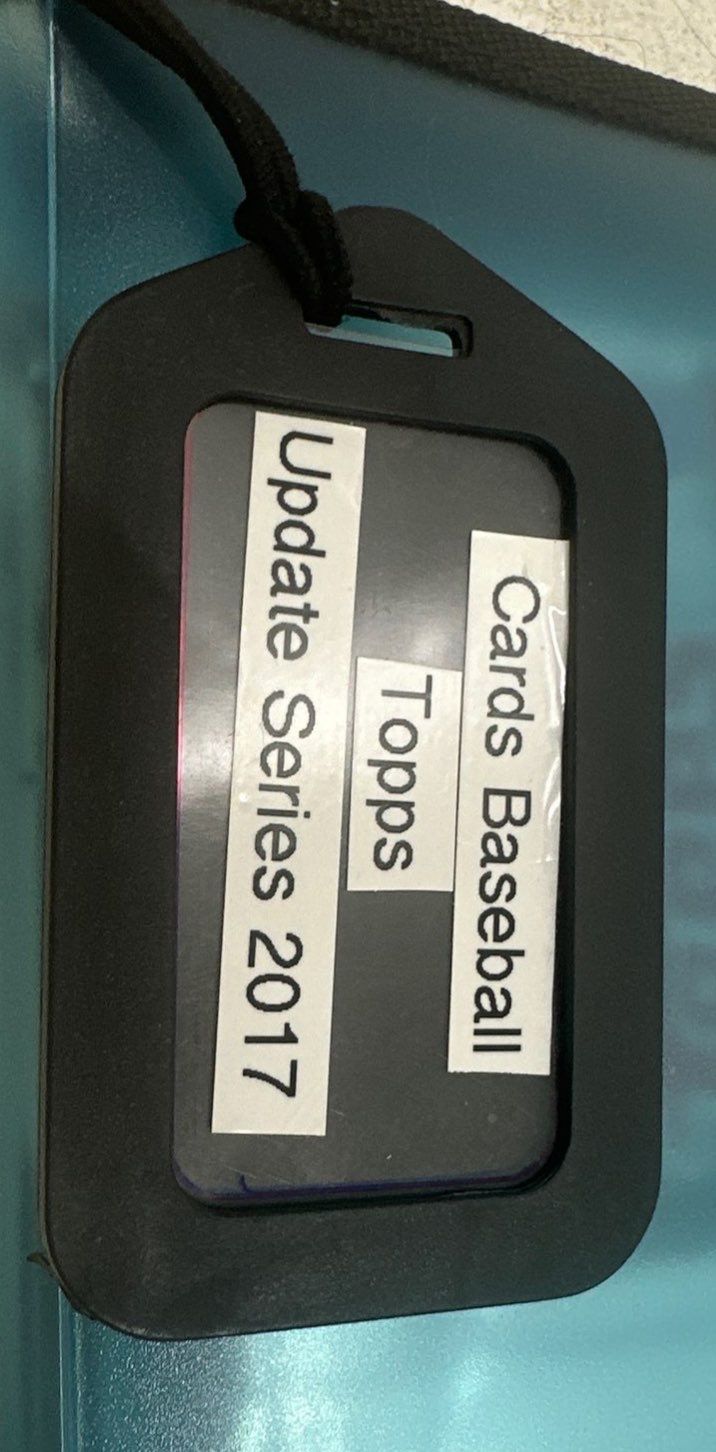 Cards Baseball
Topps
Update Series 2017